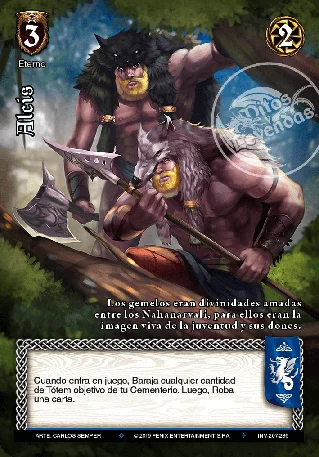 3
2
Eterno
Alcis
Mitos y
Leyendas
Los gemelos eran divinidades amadas
entre los Nahanarvali, para ellos eran la
imagen viva de la juventud y sus dones.
Cuando entra en juego, Baraja cualquier cantidad
de Tótem objetivo de tu Cementerio. Luego, Roba
una carta.
ARTE: CARLOS SEMPER
©2019 FENIX ENTERTAINMENT SPA